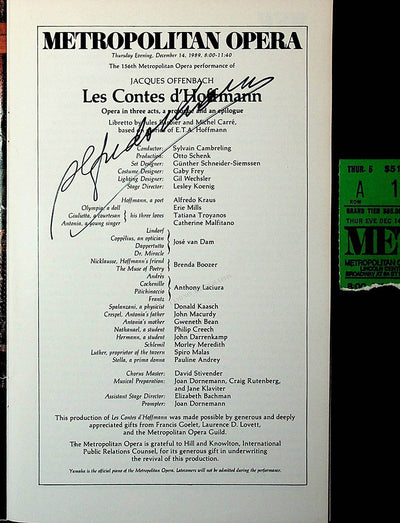 METROPOLITAN OPERA
Thursday Evening, December 14, 1989, 8:00-11:40
The 156th Metropolitan Opera performance of
JACQUES OFFENBACH
Les Contes d'Hoffmann
Opera in three acts, a prologue and an epilogue
Libretto by Jules Barbier and Michel Carré,
based on stories of E.T.A. Hoffmann
Conductor: Sylvain Cambreling
Production: Otto Schenk
Set Designer: Günther Schneider-Siemssen
Costume Designer: Gaby Frey
Lighting Designer: Gil Wechsler
Stage Director: Lesley Koenig
Hoffmann, a poet Alfredo Kraus
Olympia, a doll Erie Mills
Giulietta, a courtesan his three loves Tatiana Troyanos
Antonia, a young singer Catherine Malfitano
Lindorf
Coppélius, an optician
Dappertutto José van Dam
Dr. Miracle
Nicklausse, Hoffmann's friend
The Muse of Poetry Brenda Boozer
Andrès
Cochenille
Pitichinaccio Anthony Laciura
Frantz
Spalanzani, a physicist Donald Kaasch
Crespel, Antonia's father John Macurdy
Antonia's mother Gweneth Bean
Nathanael, a student Philip Creech
Hermann, a student John Darrenkamp
Schlemil Morley Meredith
Luther, proprietor of the tavern Spiro Malas
Stella, a prima donna Pauline Andrey
Chorus Master: David Stivender
Musical Preparation: Joan Dornemann, Craig Rutenberg,
and Jane Klaviter
Assistant Stage Director: Elizabeth Bachman
Prompter: Joan Dornemann
This production of Les Contes d'Hoffmann was made possible by generous and deeply
appreciated gifts from Francis Goelet, Laurence D. Lovett,
and the Metropolitan Opera Guild.
The Metropolitan Opera is grateful to Hill and Knowlton, International
Public Relations Counsel, for its generous gift in underwriting
the revival of this production.
Yamaha is the official piano of the Metropolitan Opera. Latecomers will not be admitted during the performance.
Alfredo Kraus
THUR. 5
A 1
ROW
GRAND TIER
THUR EVE DEC 14
MET
METROPOLITAN OPERA
LINCOLN CENTER
BROADWAY AT 64 ST